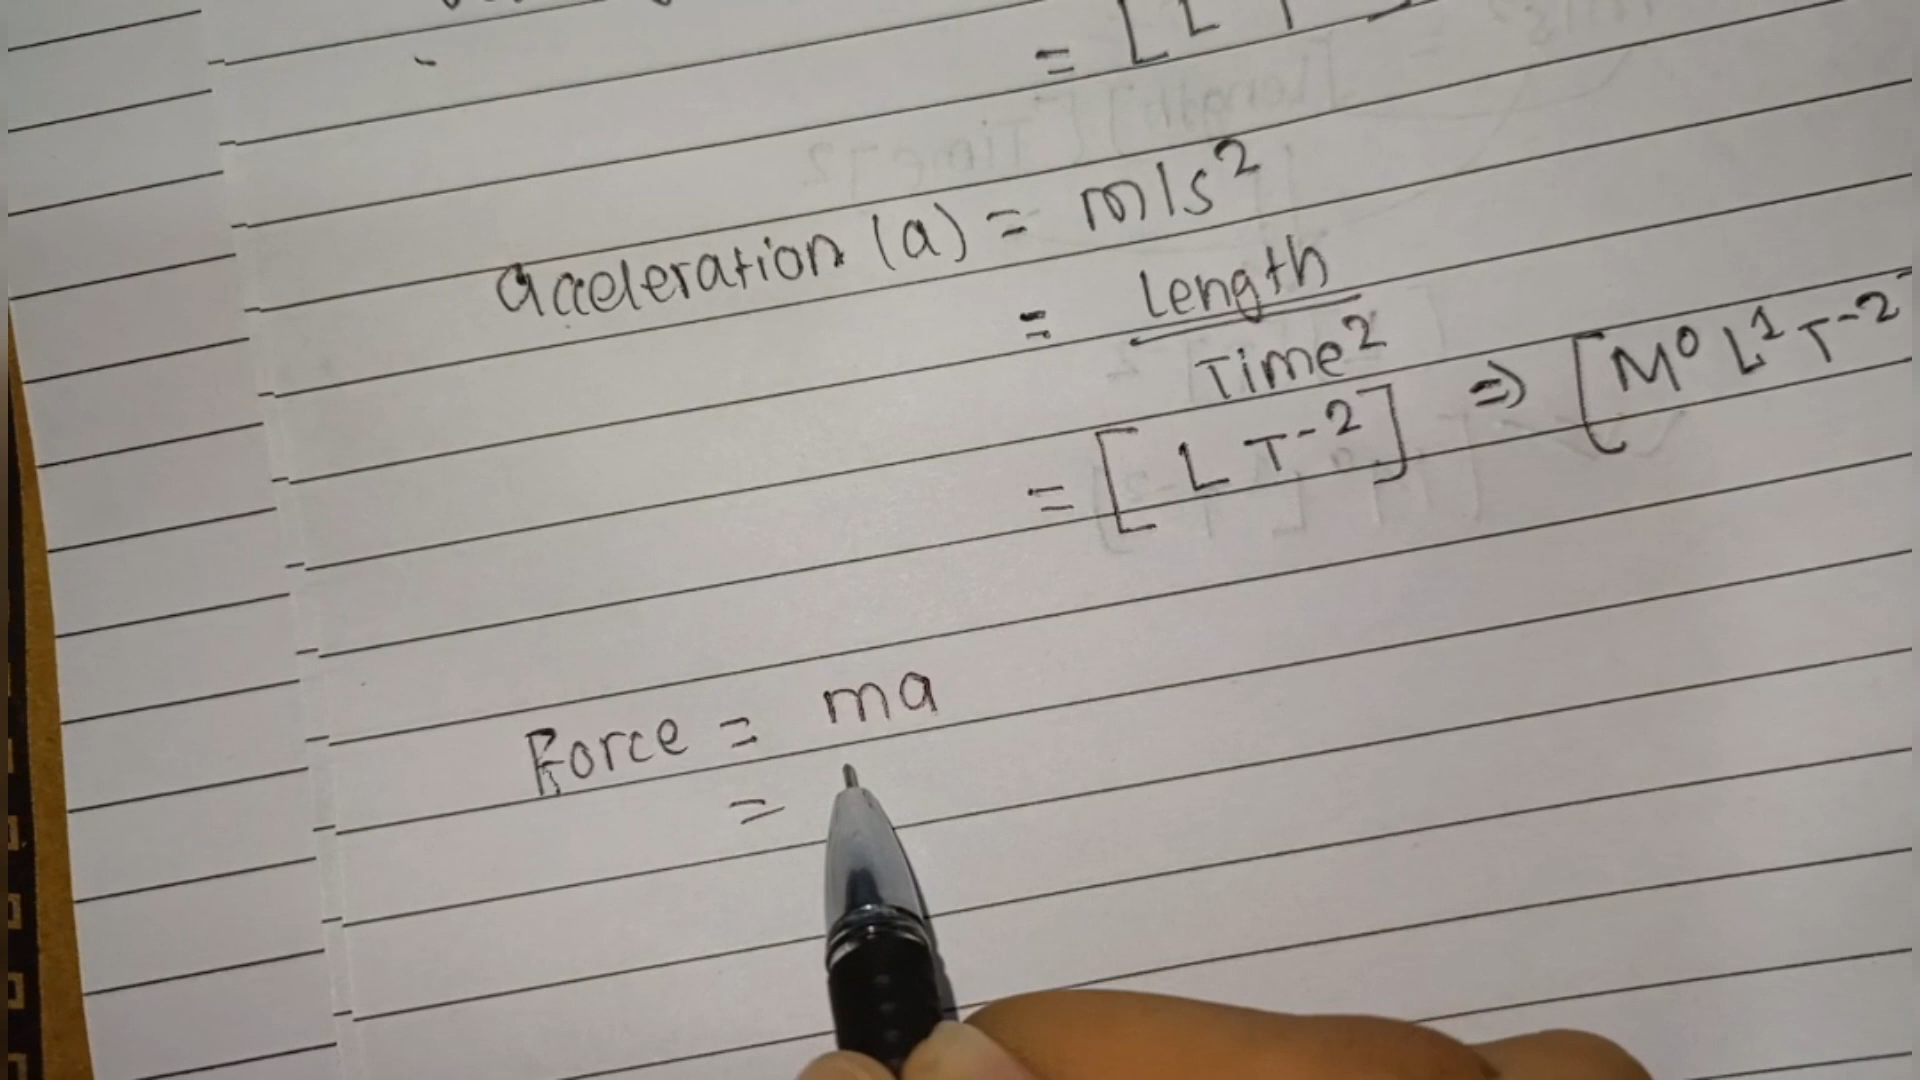 = [L T
acceleration (a) = m/s²
= Length
Time²
= [L T⁻²] ⇒ [M⁰ L¹ T⁻²
Force = ma
=